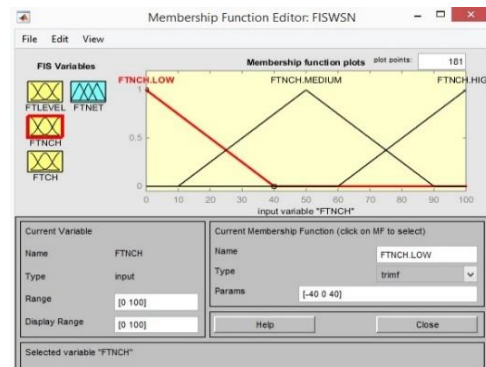 Membership Function Editor: FISWSN
File Edit View
FIS Variables
FTLEVEL FTNET
FTNCH
FTCH
Membership function plots plot points: 181
FTNCH.LOW FTNCH.MEDIUM FTNCH.HIG
1
0.5
0
0 10 20 30 40 50 60 70 80 90 100
input variable "FTNCH"
Current Variable
Name FTNCH
Type input
Range [0 100]
Display Range [0 100]
Current Membership Function (click on MF to select)
Name FTNCH.LOW
Type trimf
Params [-40 0 40]
Help Close
Selected variable "FTNCH"